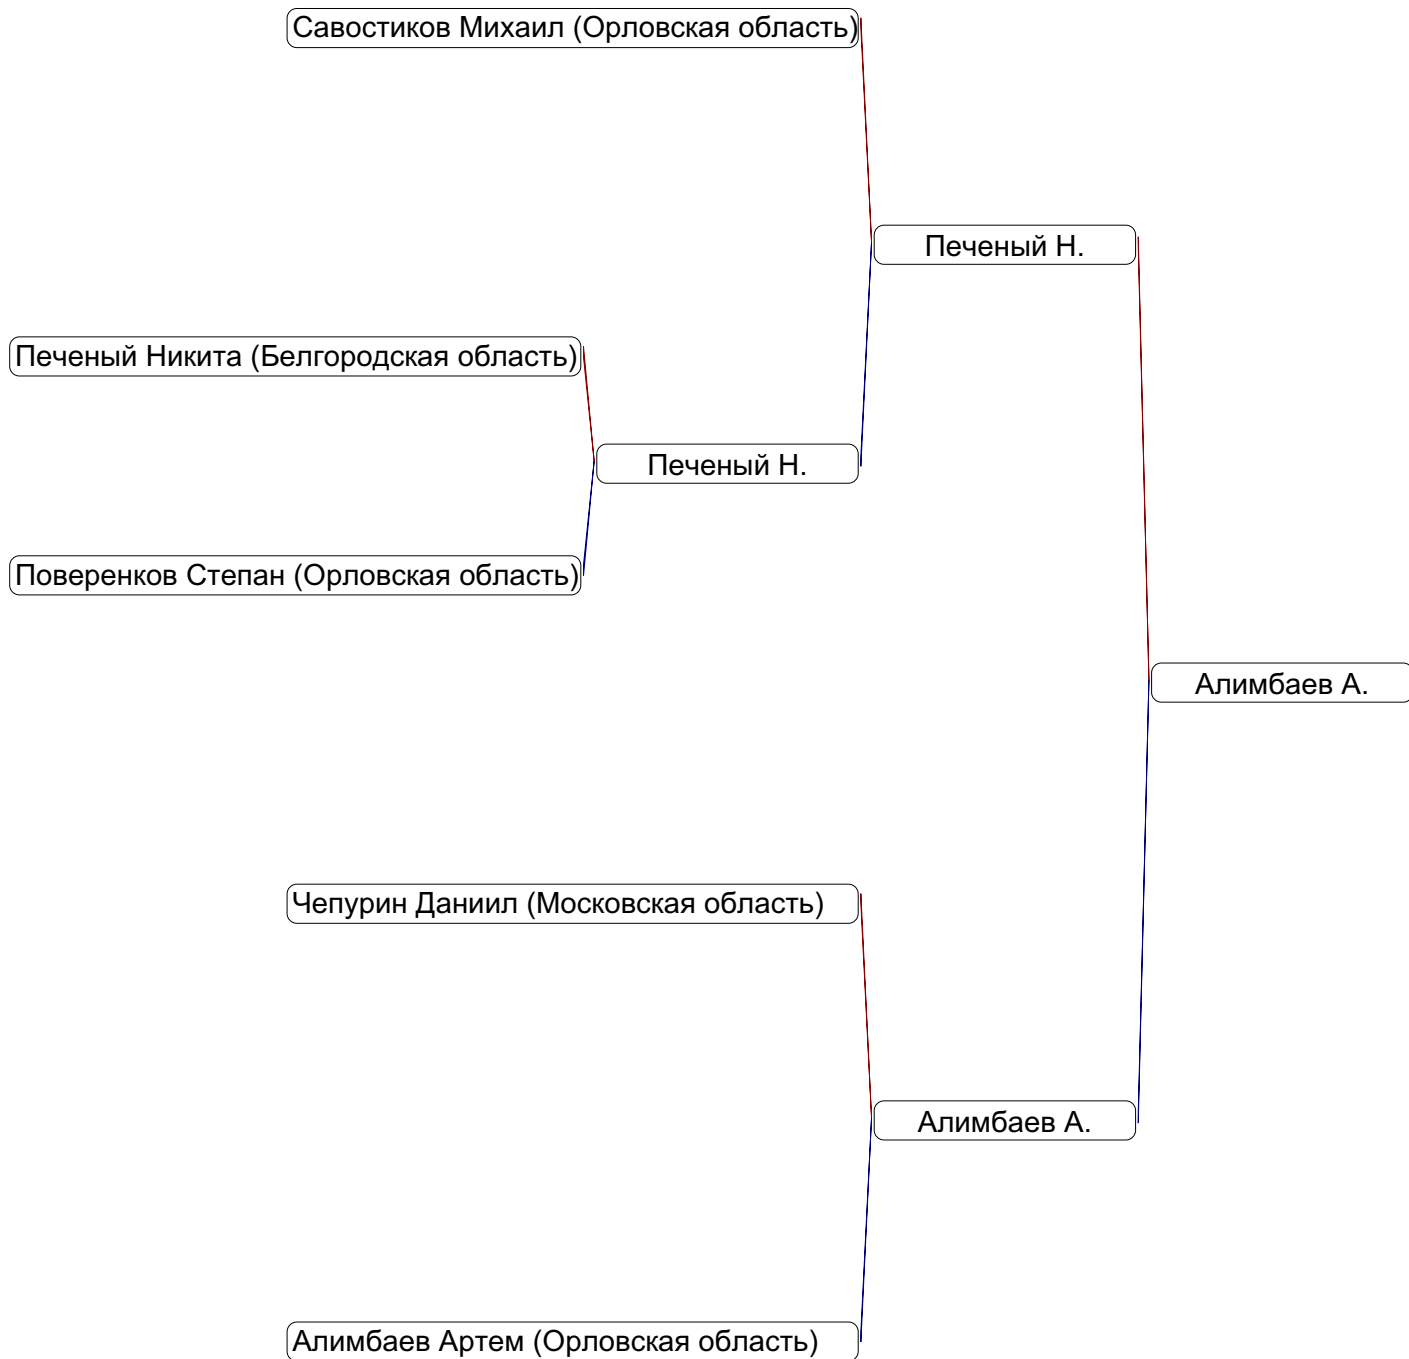 Савостиков Михаил (Орловская область)
Печеный Н.
Печеный Никита (Белгородская область)
Печеный Н.
Поверенков Степан (Орловская область)
Алимбаев А.
Чепурин Даниил (Московская область)
Алимбаев А.
Алимбаев Артем (Орловская область)